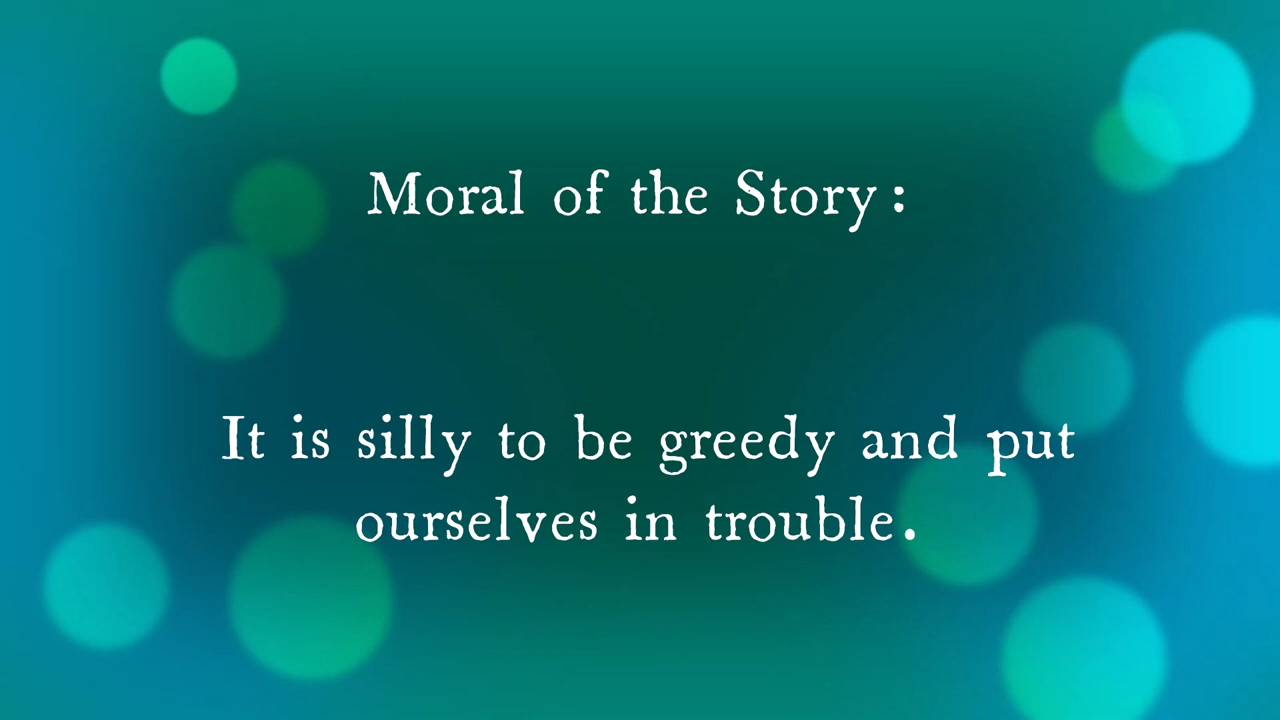 Moral of the Story :
It is silly to be greedy and put
ourselves in trouble.